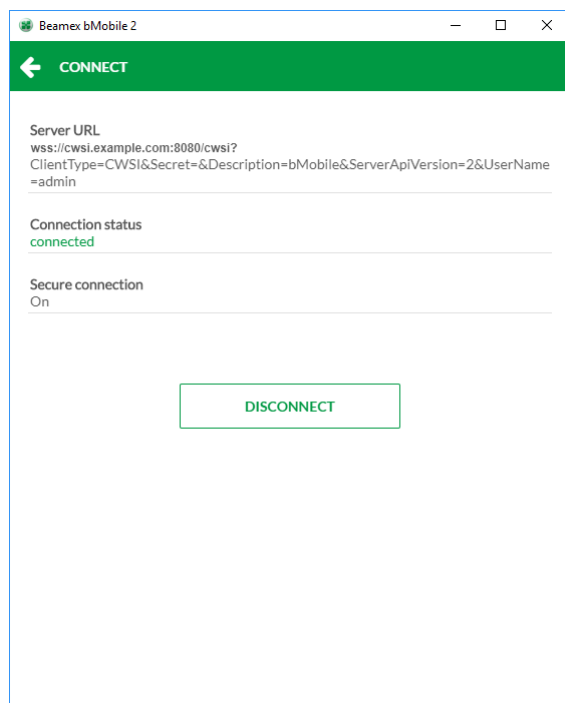 Beamex bMobile 2
CONNECT
Server URL
wss://cwsi.example.com:8080/cwsi?
ClientType=CWSI&Secret=&Description=bMobile&ServerApiVersion=2&UserName
=admin
Connection status
connected
Secure connection
On
DISCONNECT